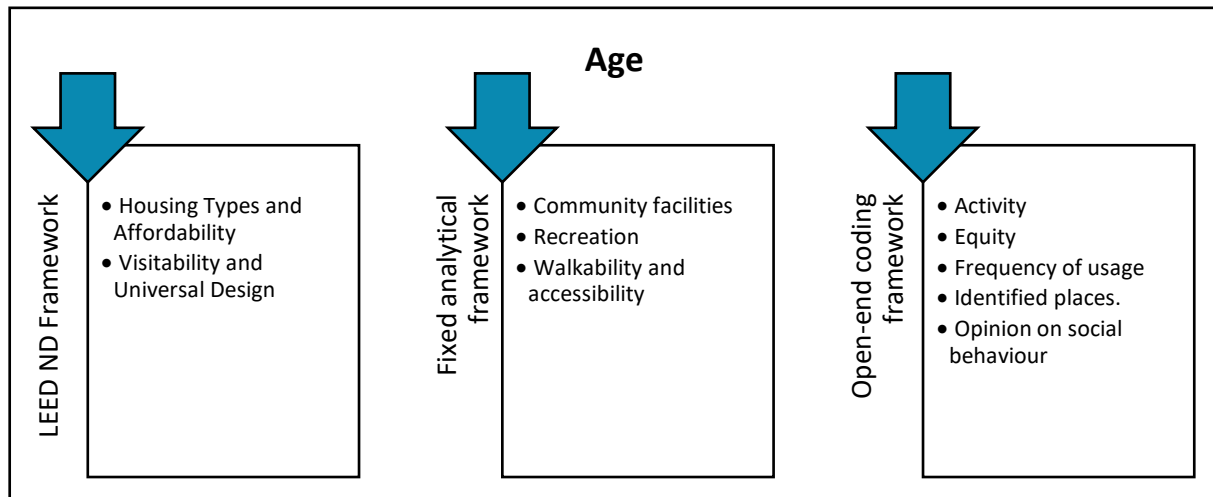 Age
LEED ND Framework
• Housing Types and
Affordability
• Visitability and
Universal Design
Fixed analytical
framework
• Community facilities
• Recreation
• Walkability and
accessibility
Open-end coding
framework
• Activity
• Equity
• Frequency of usage
• Identified places.
• Opinion on social
behaviour